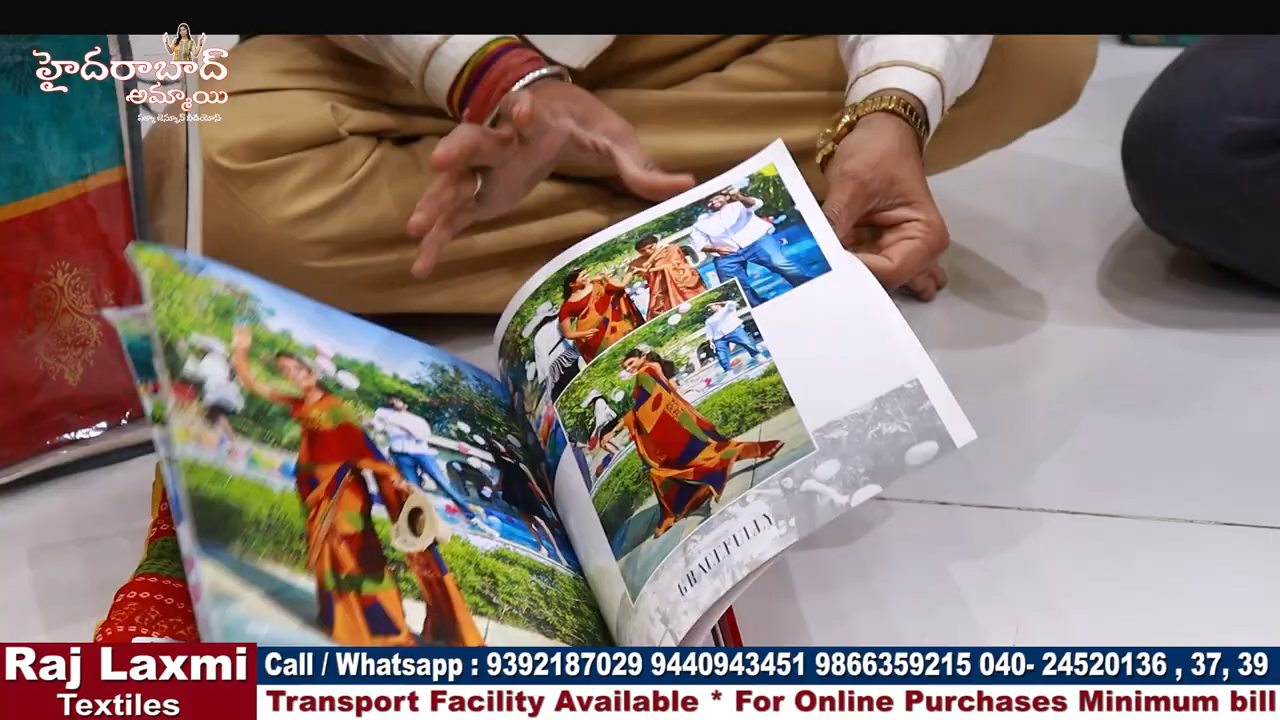 హైదరాబాద్
అమ్మాయి
పక్కా జెన్యూన్ వీడియోస్
GRACEFULLY
Raj Laxmi
Textiles
Call / Whatsapp : 9392187029 9440943451 9866359215 040- 24520136 , 37, 39
Transport Facility Available * For Online Purchases Minimum bill